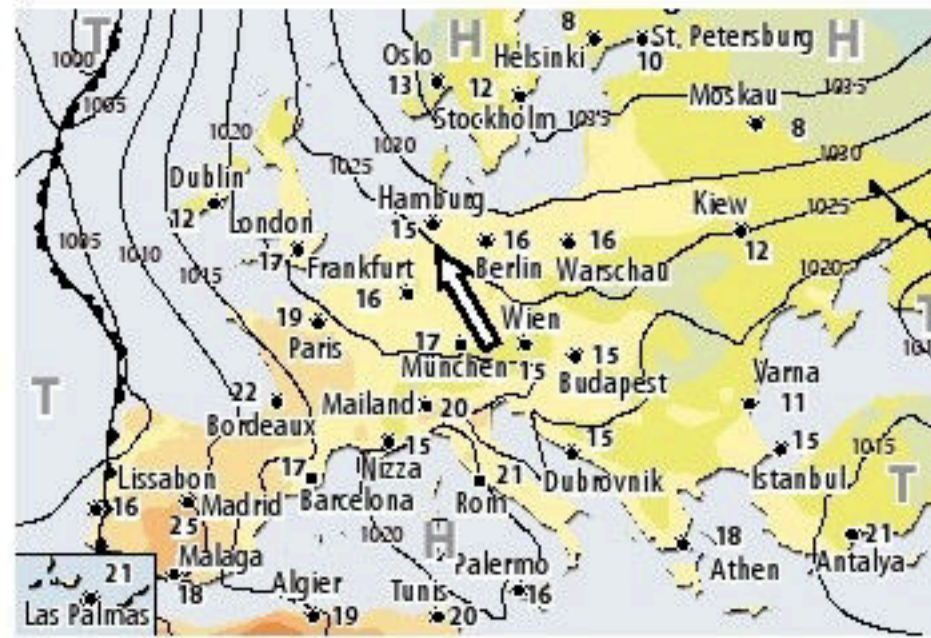 T
H
8
8
H
Oslo
Helsinki
St. Petersburg
1000
13
12
10
1035
1005
Stockholm
1035
Moskau
8
1020
1030
1030
Dublin
1025
Hamburg
Kiew
1025
12
London
15
16
16
12
1005
1010
17
Frankfurt
Berlin
Warschau
1020
1015
16
Wien
T
19
Paris
17
München
15
15
Budapest
Varna
T
22
Mailand
20
11
Bordeaux
15
15
15
1015
Lissabon
17
Nizza
21
Dubrovnik
Istanbul
T
16
Madrid
Barcelona
Rom
25
1020
H
18
21
Malaga
Palermo
Athen
Antalya
21
18
Algier
Tunis
16
Las Palmas
19
20